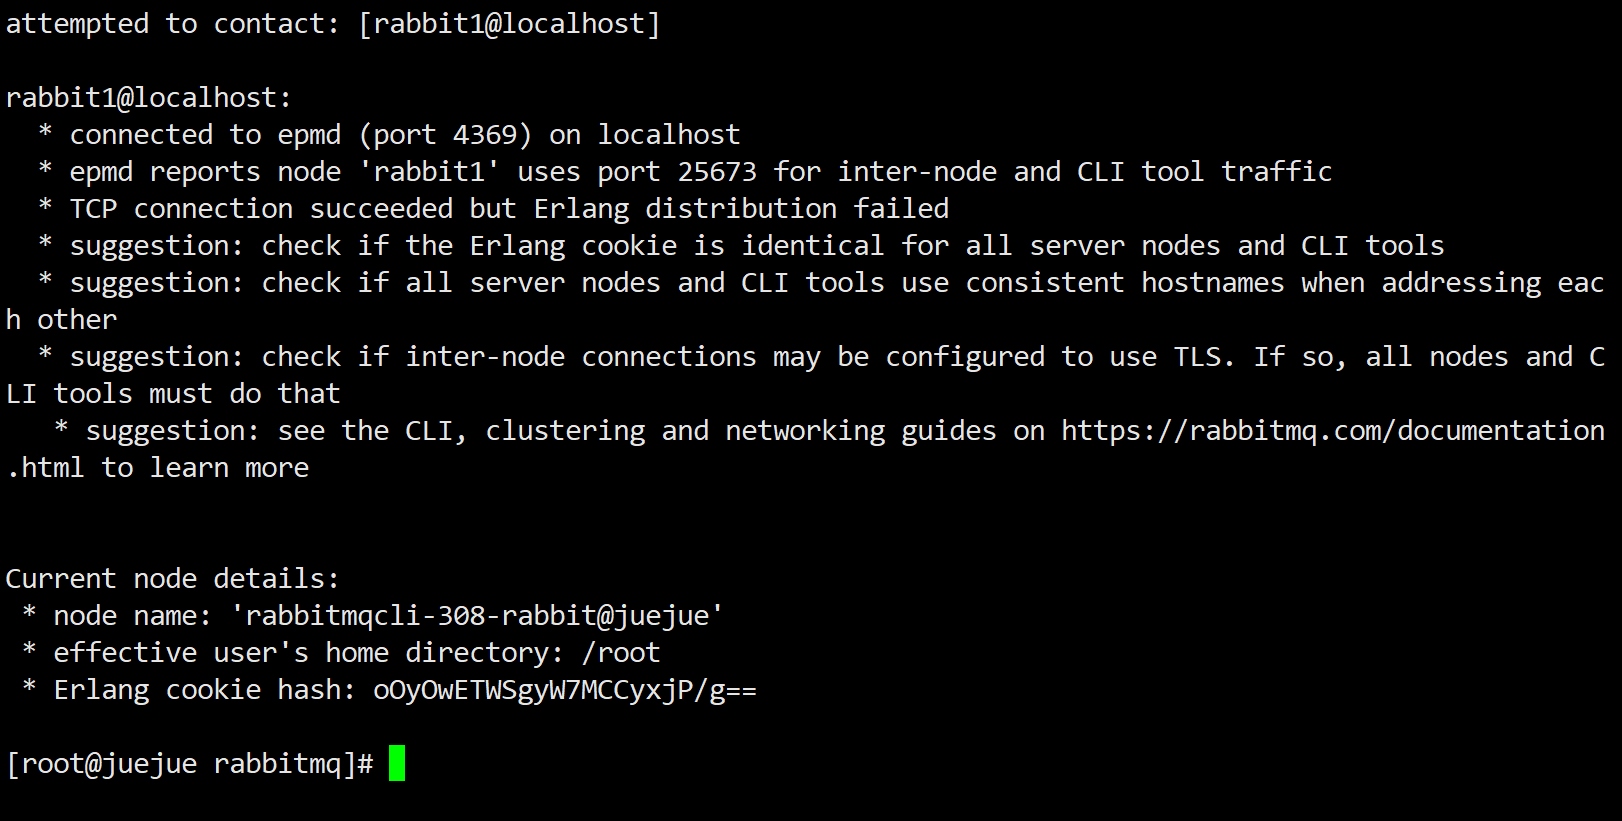 attempted to contact: [rabbit1@localhost]
rabbit1@localhost:
* connected to epmd (port 4369) on localhost
* epmd reports node 'rabbit1' uses port 25673 for inter-node and CLI tool traffic
* TCP connection succeeded but Erlang distribution failed
* suggestion: check if the Erlang cookie is identical for all server nodes and CLI tools
* suggestion: check if all server nodes and CLI tools use consistent hostnames when addressing eac
h other
* suggestion: check if inter-node connections may be configured to use TLS. If so, all nodes and C
LI tools must do that
* suggestion: see the CLI, clustering and networking guides on https://rabbitmq.com/documentation
.html to learn more
Current node details:
* node name: 'rabbitmqcli-308-rabbit@juejue'
* effective user's home directory: /root
* Erlang cookie hash: oOyOwETWSgyW7MCCyxjP/g==
[root@juejue rabbitmq]#